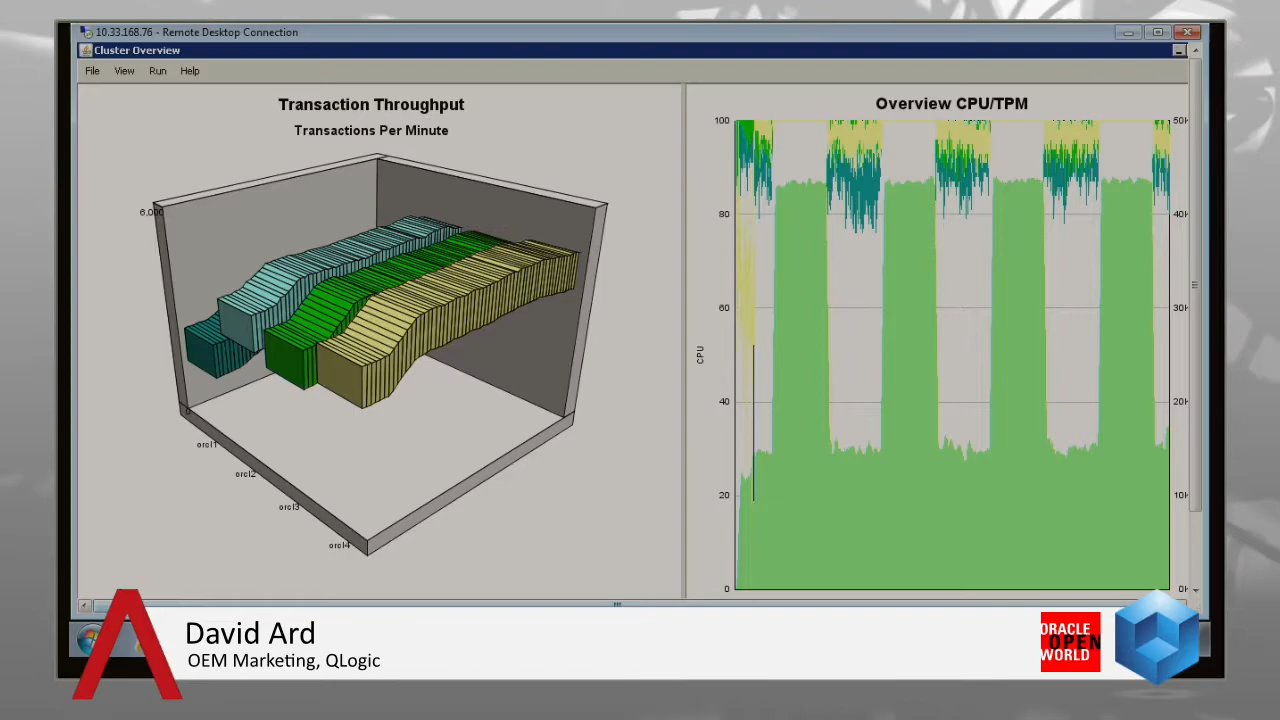 10.33.168.76 - Remote Desktop Connection
Cluster Overview
File View Run Help
Transaction Throughput
Transactions Per Minute
6,000
0
orcl1
orcl2
orcl3
orcl4
Overview CPU/TPM
100
80
60
40
20
0
CPU
50K
40K
30K
20K
10K
0K
David Ard
OEM Marketing, QLogic
ORACLE
OPEN
WORLD